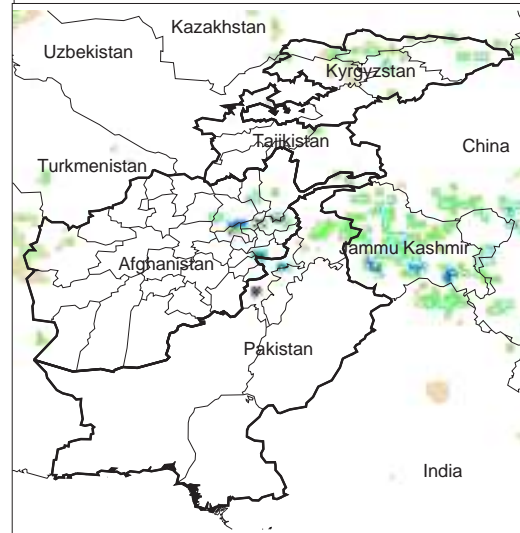 Kazakhstan
Uzbekistan
Kyrgyzstan
Tajikistan
China
Turkmenistan
Jammu Kashmir
Afghanistan
Pakistan
India